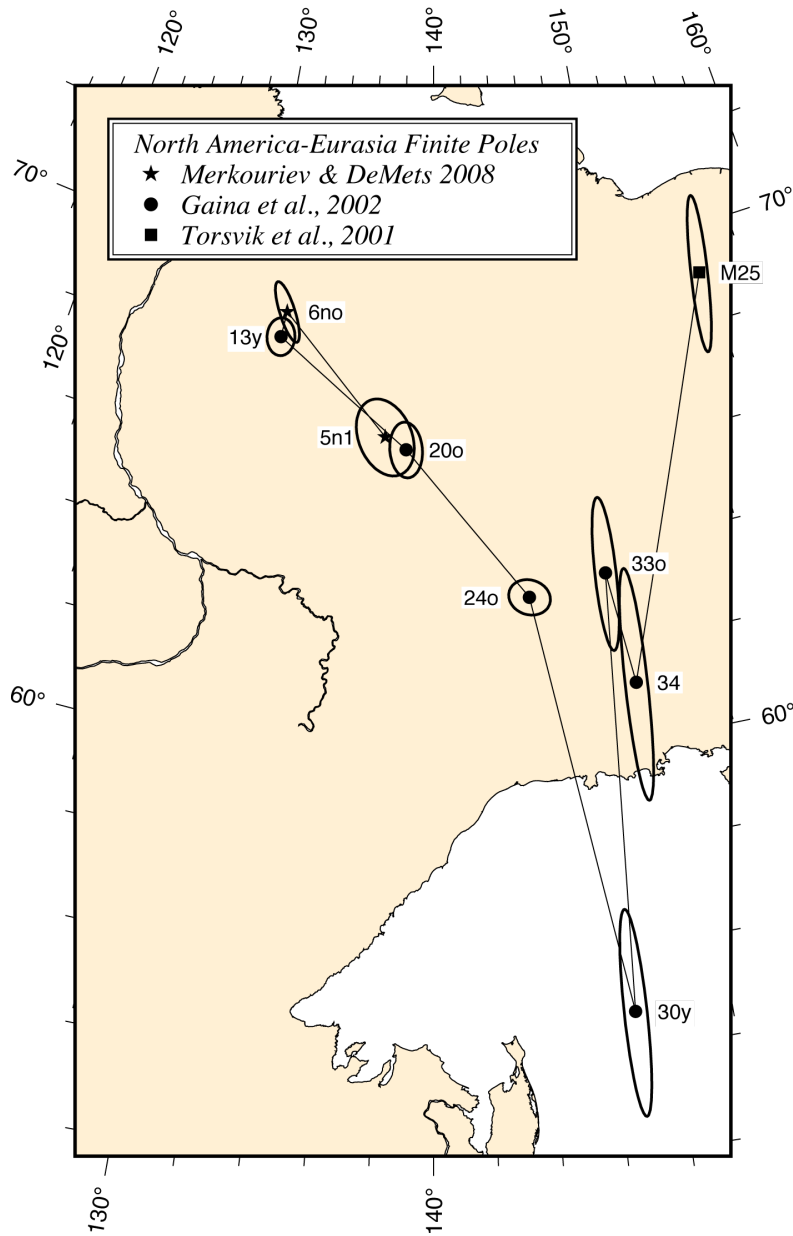 120°
130°
140°
150°
160°
North America-Eurasia Finite Poles
Merkouriev & DeMets 2008
Gaina et al., 2002
Torsvik et al., 2001
70°
70°
M25
6no
13y
120°
5n1
20o
33o
24o
34
60°
60°
30y
130°
140°